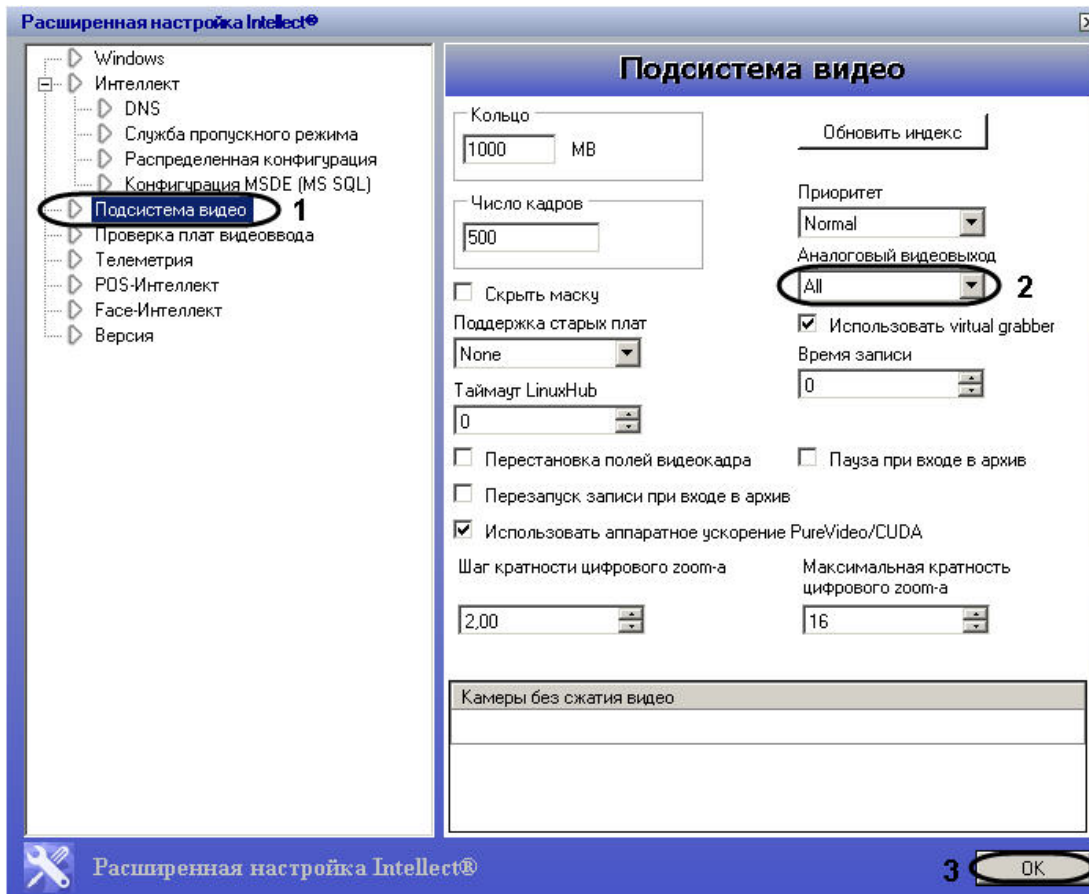 Расширенная настройка Intellect®
Windows
Интеллект
DNS
Служба пропускного режима
Распределенная конфигурация
Конфигурация MSDE (MS SQL)
Подсистема видео 1
Проверка плат видеоввода
Телеметрия
POS-Интеллект
Face-Интеллект
Версия
Подсистема видео
Кольцо
1000 MB
Обновить индекс
Число кадров
500
Приоритет
Normal
Аналоговый видеовыход
All 2
Скрыть маску
Использовать virtual grabber
Поддержка старых плат
None
Время записи
0
Таймаут LinuxHub
0
Перестановка полей видеокадра
Пауза при входе в архив
Перезапуск записи при входе в архив
Использовать аппаратное ускорение PureVideo/CUDA
Шаг кратности цифрового zoom-а
2,00
Максимальная кратность
цифрового zoom-а
16
Камеры без сжатия видео
Расширенная настройка Intellect®
3 OK